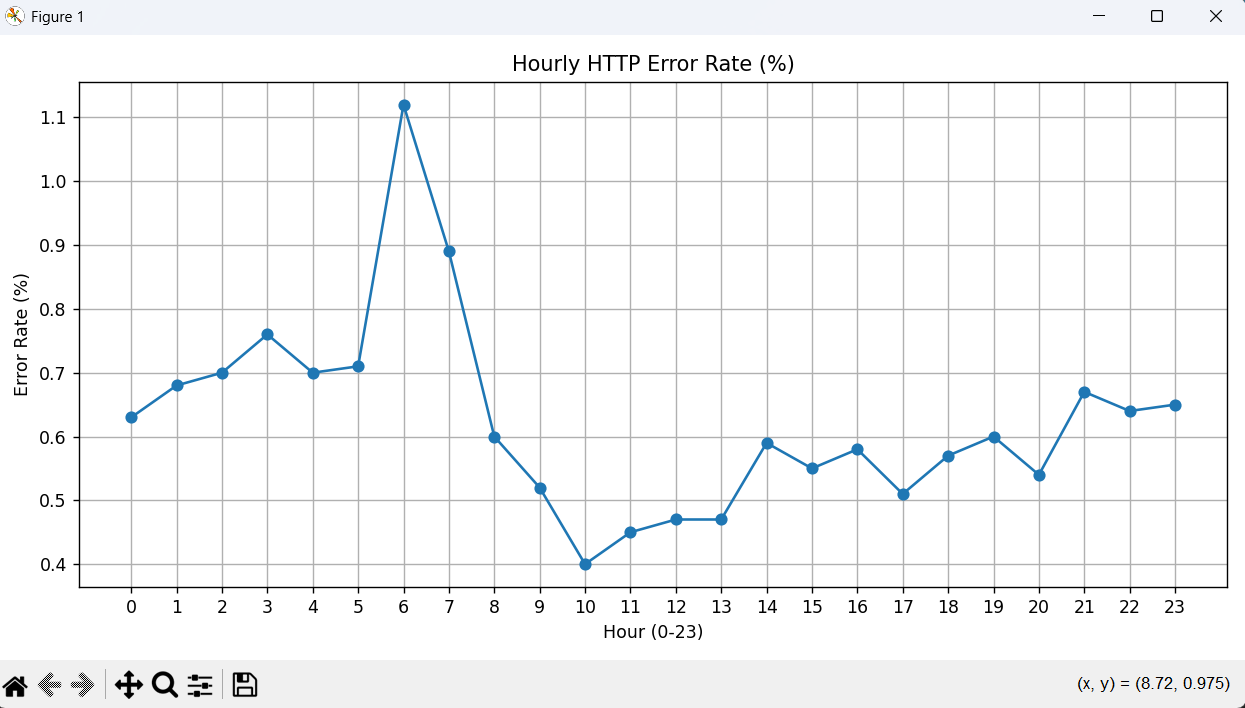 Figure 1
Hourly HTTP Error Rate (%)
Error Rate (%)
1.1
1.0
0.9
0.8
0.7
0.6
0.5
0.4
0 1 2 3 4 5 6 7 8 9 10 11 12 13 14 15 16 17 18 19 20 21 22 23
Hour (0-23)
(x, y) = (8.72, 0.975)